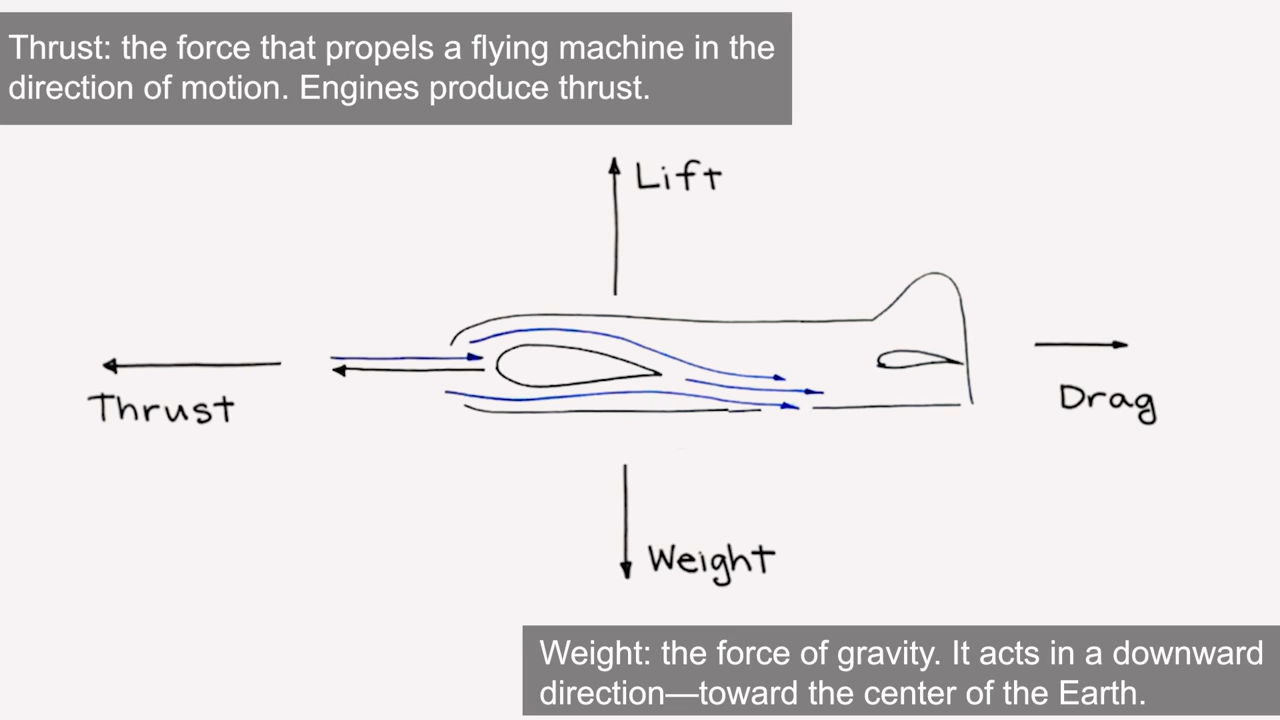 Thrust: the force that propels a flying machine in the
direction of motion. Engines produce thrust.
Lift
Thrust
Drag
Weight
Weight: the force of gravity. It acts in a downward
direction—toward the center of the Earth.